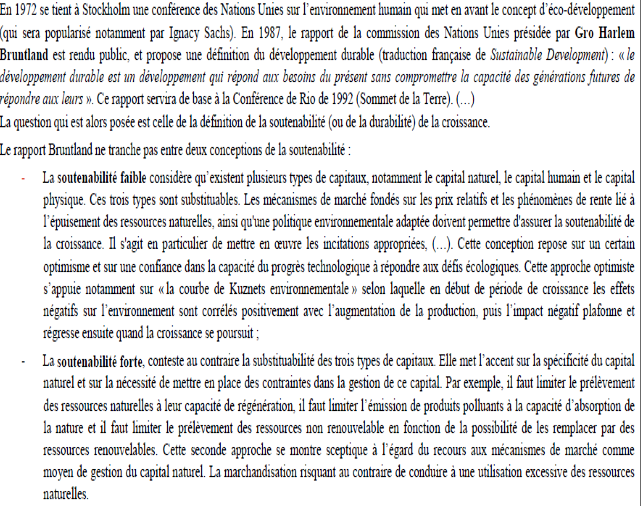 En 1972 se tient à Stockholm une conférence des Nations Unies sur l'environnement humain qui met en avant le concept d'éco-développement
(qui sera popularisé notamment par Ignacy Sachs). En 1987, le rapport de la commission des Nations Unies présidée par Gro Harlem
Bruntland est rendu public, et propose une définition du développement durable (traduction française de Sustainable Development) : « le
développement durable est un développement qui répond aux besoins du présent sans compromettre la capacité des générations futures de
répondre aux leurs ». Ce rapport servira de base à la Conférence de Rio de 1992 (Sommet de la Terre). (…)
La question qui est alors posée est celle de la définition de la soutenabilité (ou de la durabilité) de la croissance.
Le rapport Bruntland ne tranche pas entre deux conceptions de la soutenabilité :
- La soutenabilité faible considère qu'existent plusieurs types de capitaux, notamment le capital naturel, le capital humain et le capital
physique. Ces trois types sont substituables. Les mécanismes de marché fondés sur les prix relatifs et les phénomènes de rente lié à
l'épuisement des ressources naturelles, ainsi qu'une politique environnementale adaptée doivent permettre d'assurer la soutenabilité de
la croissance. Il s'agit en particulier de mettre en œuvre les incitations appropriées, (…). Cette conception repose sur un certain
optimisme et sur une confiance dans la capacité du progrès technologique à répondre aux défis écologiques. Cette approche optimiste
s'appuie notamment sur « la courbe de Kuznets environnementale » selon laquelle en début de période de croissance les effets
négatifs sur l'environnement sont corrélés positivement avec l'augmentation de la production, puis l'impact négatif plafonne et
régresse ensuite quand la croissance se poursuit ;
- La soutenabilité forte, conteste au contraire la substituabilité des trois types de capitaux. Elle met l'accent sur la spécificité du capital
naturel et sur la nécessité de mettre en place des contraintes dans la gestion de ce capital. Par exemple, il faut limiter le prélèvement
des ressources naturelles à leur capacité de régénération, il faut limiter l'émission de produits polluants à la capacité d'absorption de
la nature et il faut limiter le prélèvement des ressources non renouvelable en fonction de la possibilité de les remplacer par des
ressources renouvelables. Cette seconde approche se montre sceptique à l'égard du recours aux mécanismes de marché comme
moyen de gestion du capital naturel. La marchandisation risquant au contraire de conduire à une utilisation excessive des ressources
naturelles.